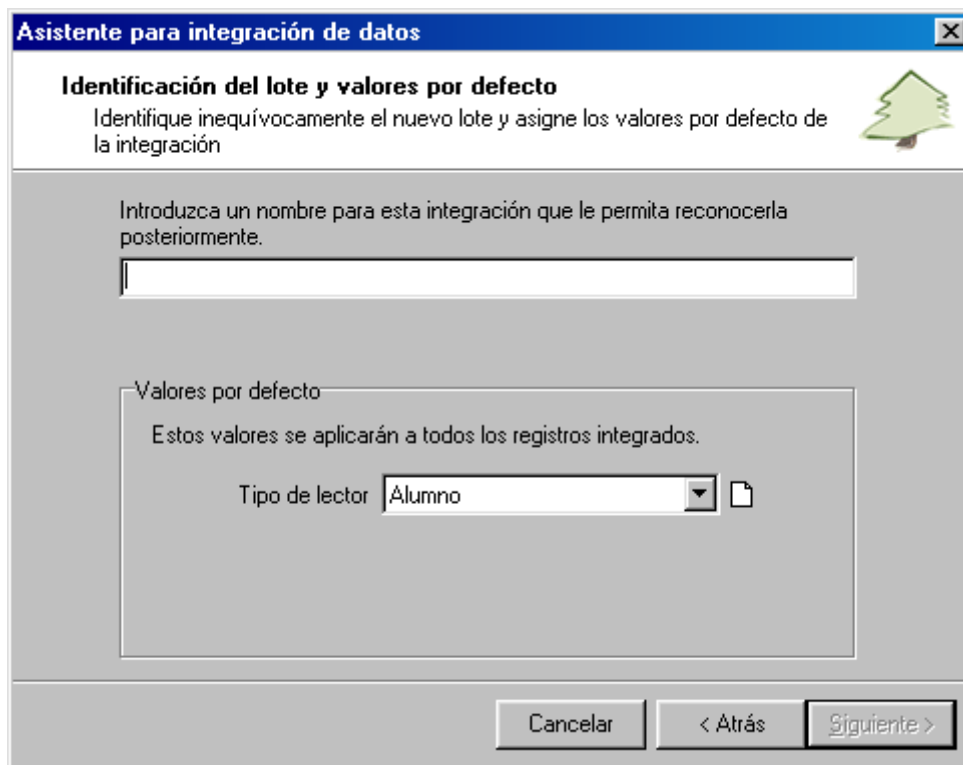 Asistente para integración de datos
Identificación del lote y valores por defecto
Identifique inequívocamente el nuevo lote y asigne los valores por defecto de
la integración
Introduzca un nombre para esta integración que le permita reconocerla
posteriormente.
Valores por defecto
Estos valores se aplicarán a todos los registros integrados.
Tipo de lector Alumno
Cancelar < Atrás Siguiente >